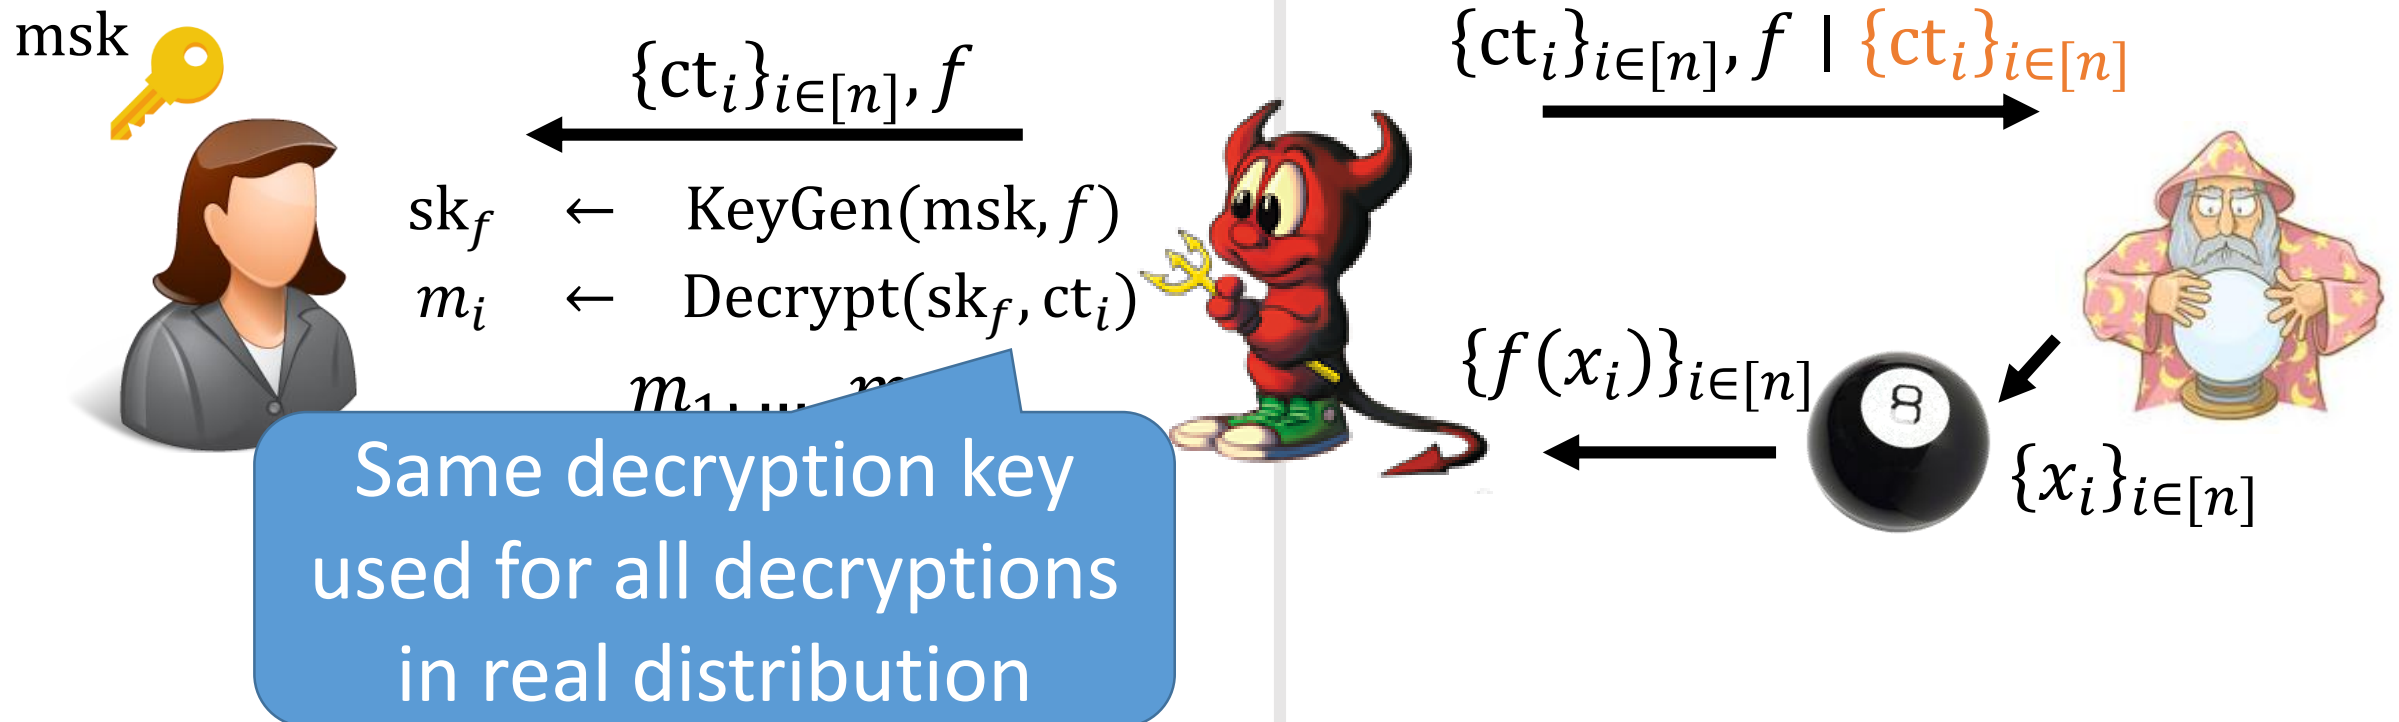 msk
{ct_i}_{i∈[n]}, f
sk_f ← KeyGen(msk, f)
m_i ← Decrypt(sk_f, ct_i)
m_1, …
Same decryption key
used for all decryptions
in real distribution
{ct_i}_{i∈[n]}, f | {ct_i}_{i∈[n]}
{f(x_i)}_{i∈[n]}
8
{x_i}_{i∈[n]}